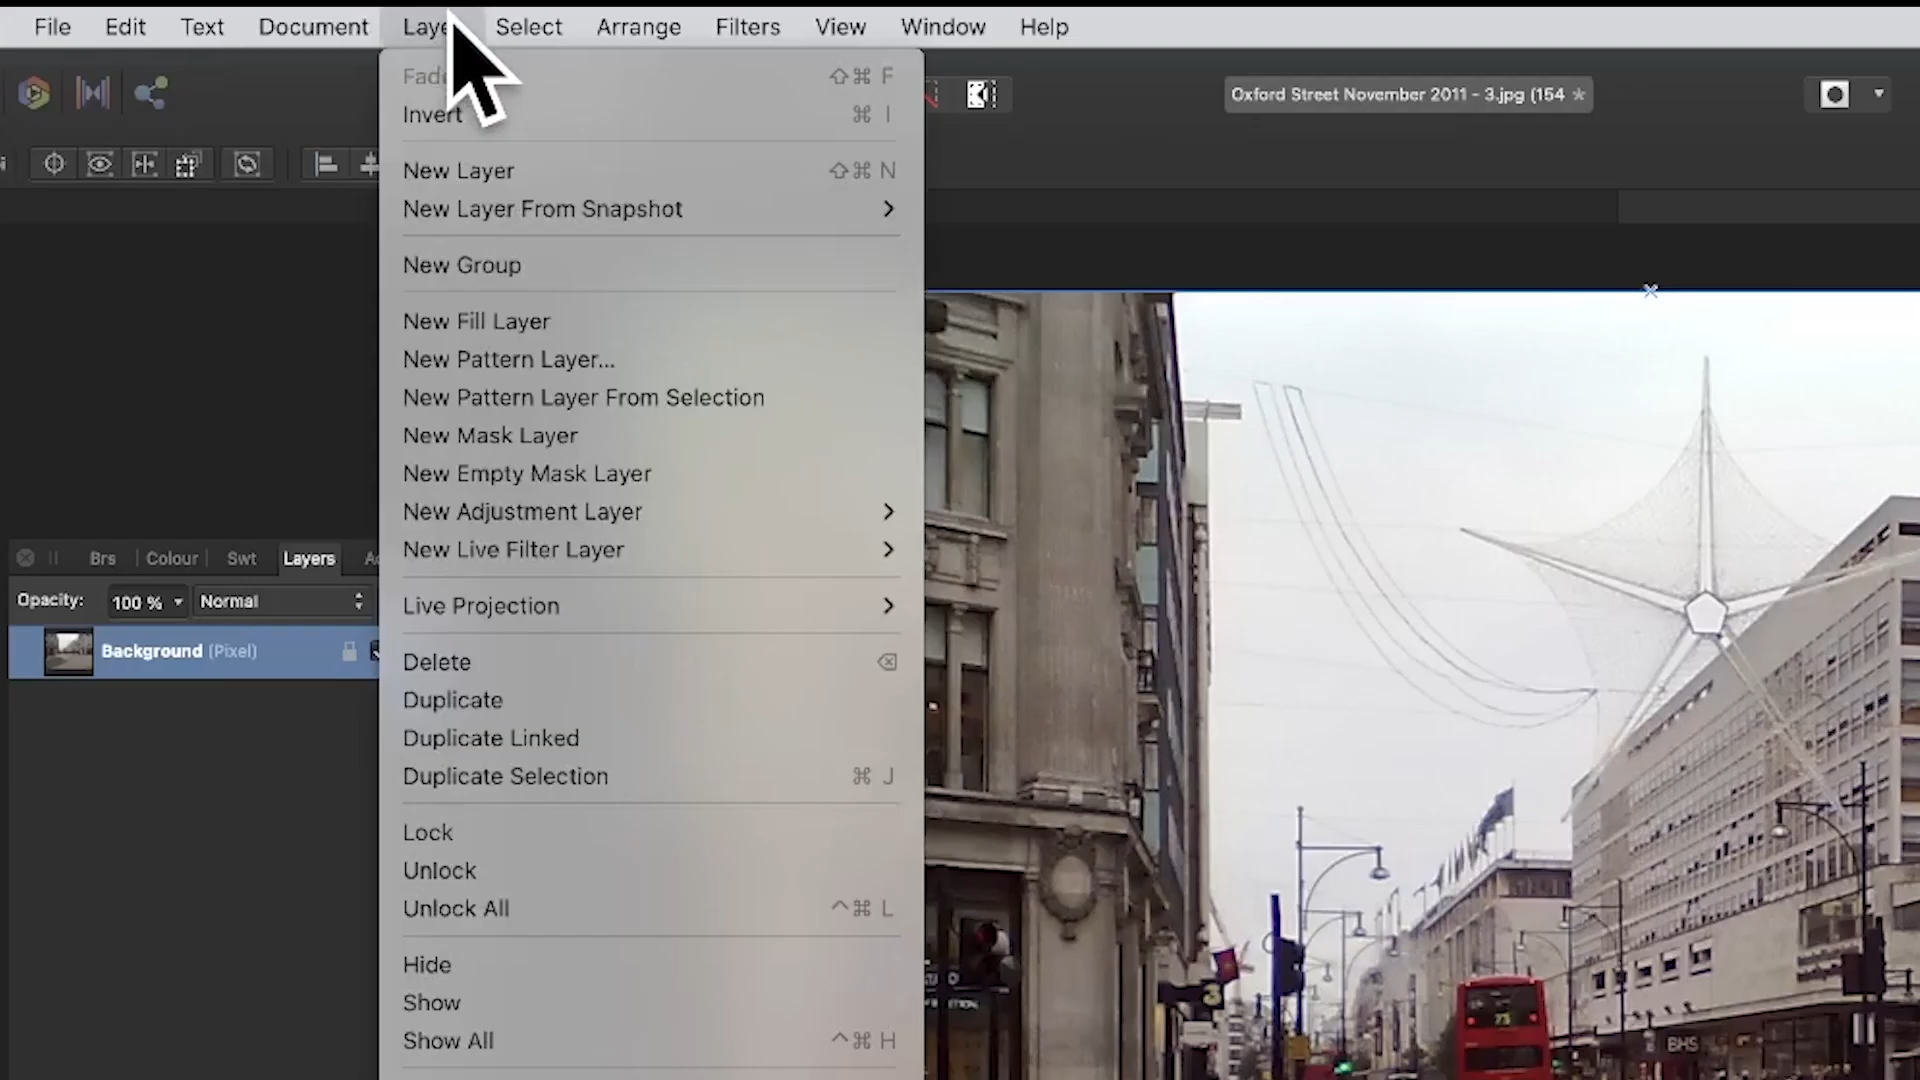 File Edit Text Document Layer Select Arrange Filters View Window Help
Oxford Street November 2011 - 3.jpg (154
Invert ⌘ I
New Layer ⇧⌘ N
New Layer From Snapshot
New Group
New Fill Layer
New Pattern Layer...
New Pattern Layer From Selection
New Mask Layer
New Empty Mask Layer
New Adjustment Layer
New Live Filter Layer
Live Projection
Delete
Duplicate
Duplicate Linked
Duplicate Selection ⌘ J
Lock
Unlock
Unlock All ^⌘ L
Hide
Show
Show All ^⌘ H
Brs Colour Swt Layers
Opacity: 100 % Normal
Background (Pixel)
3
73
BHS